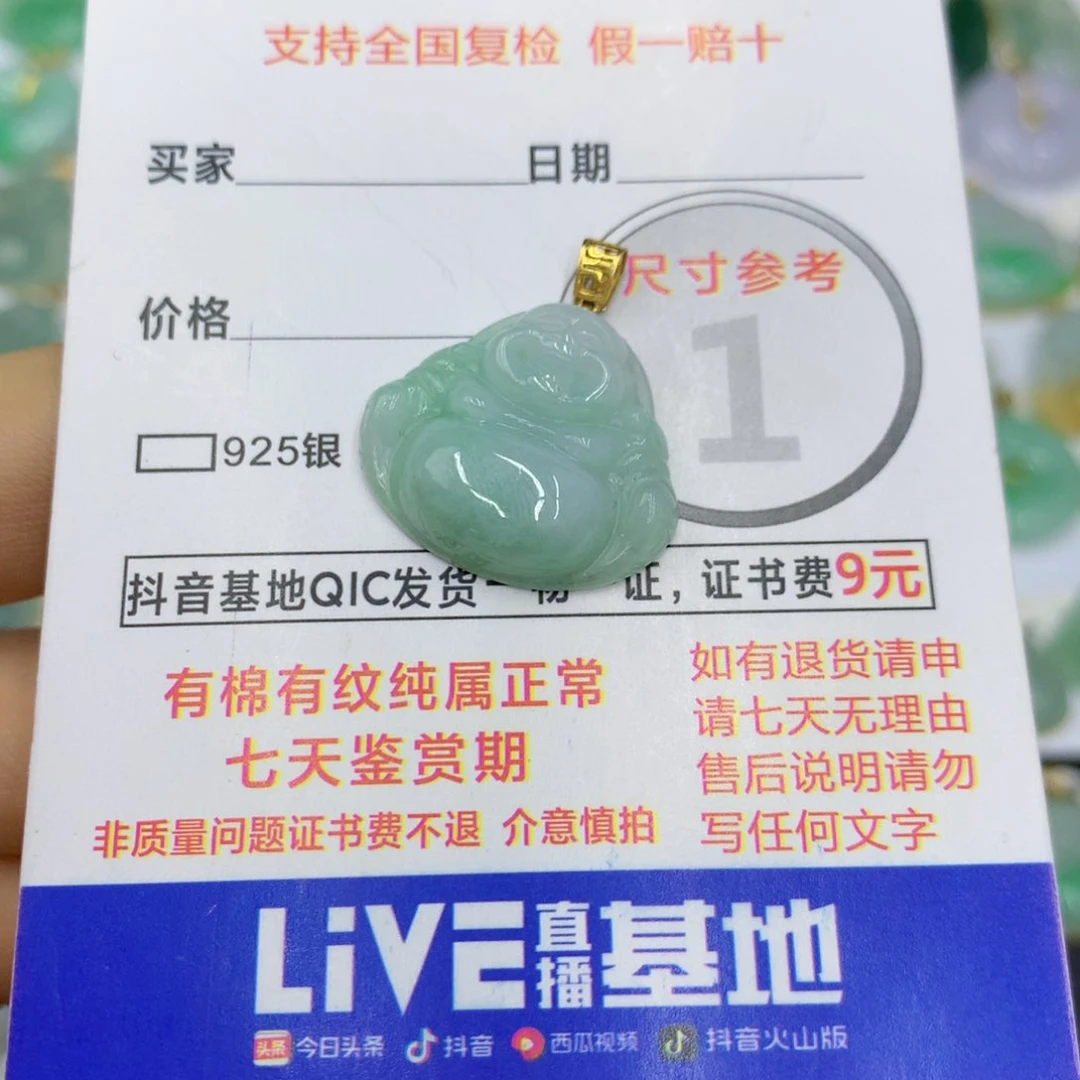 支持全国复检 假一赔十
买家 日期
尺寸参考
1
价格
925银
抖音基地QIC发货一物一证，证书费9元
有棉有纹纯属正常
七天鉴赏期
非质量问题证书费不退 介意慎拍
如有退货请申
请七天无理由
售后说明请勿
写任何文字
LiVE直播基地
头条 今日头条 抖音 西瓜视频 抖音火山版